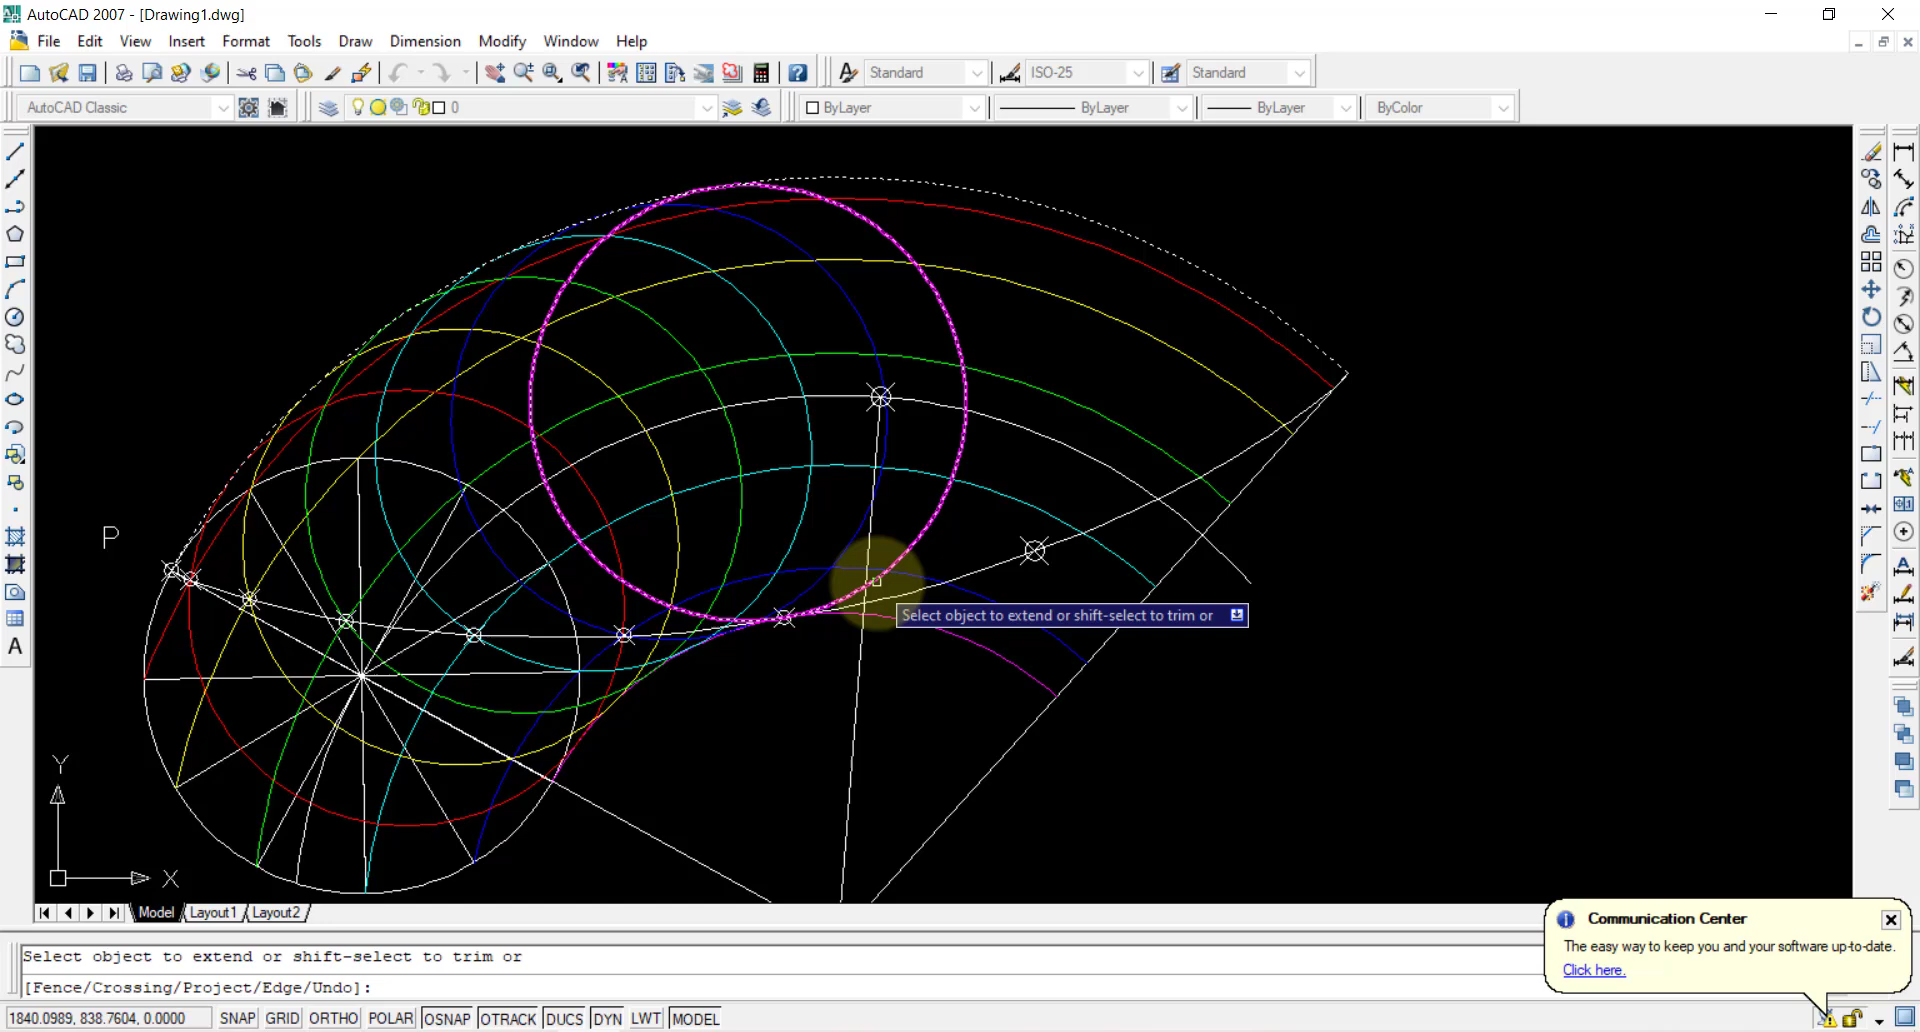 AutoCAD 2007 - [Drawing1.dwg]
File Edit View Insert Format Tools Draw Dimension Modify Window Help
Standard ISO-25 Standard
AutoCAD Classic 0 ByLayer ByLayer ByLayer ByColor
P
Select object to extend or shift-select to trim or
Y
X
Model Layout1 Layout2
Communication Center
The easy way to keep you and your software up-to-date.
Click here.
Select object to extend or shift-select to trim or
[Fence/Crossing/Project/Edge/Undo]:
1840.0989, 838.7604, 0.0000 SNAP GRID ORTHO POLAR OSNAP OTRACK DUCS DYN LWT MODEL